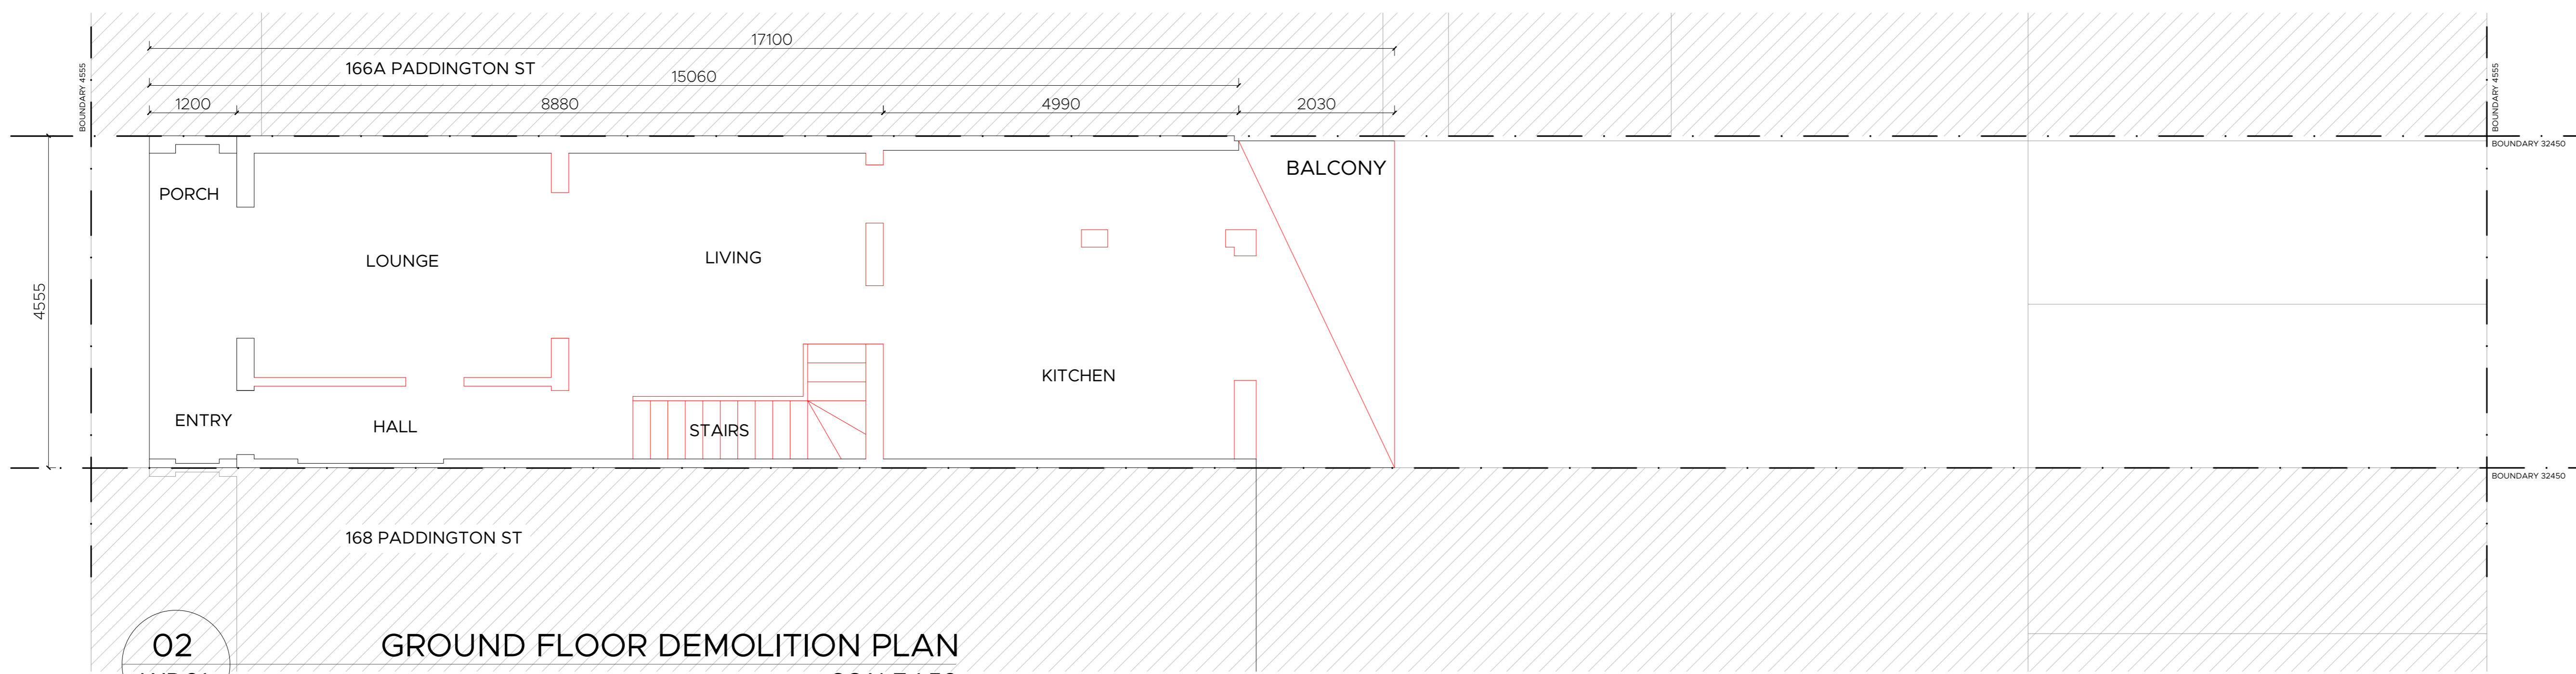 17100
166A PADDINGTON ST
15060
1200
8880
4990
2030
BOUNDARY 4555
BOUNDARY 4555
BOUNDARY 32450
BALCONY
PORCH
LOUNGE
LIVING
4555
KITCHEN
ENTRY
HALL
STAIRS
BOUNDARY 32450
168 PADDINGTON ST
02
GROUND FLOOR DEMOLITION PLAN